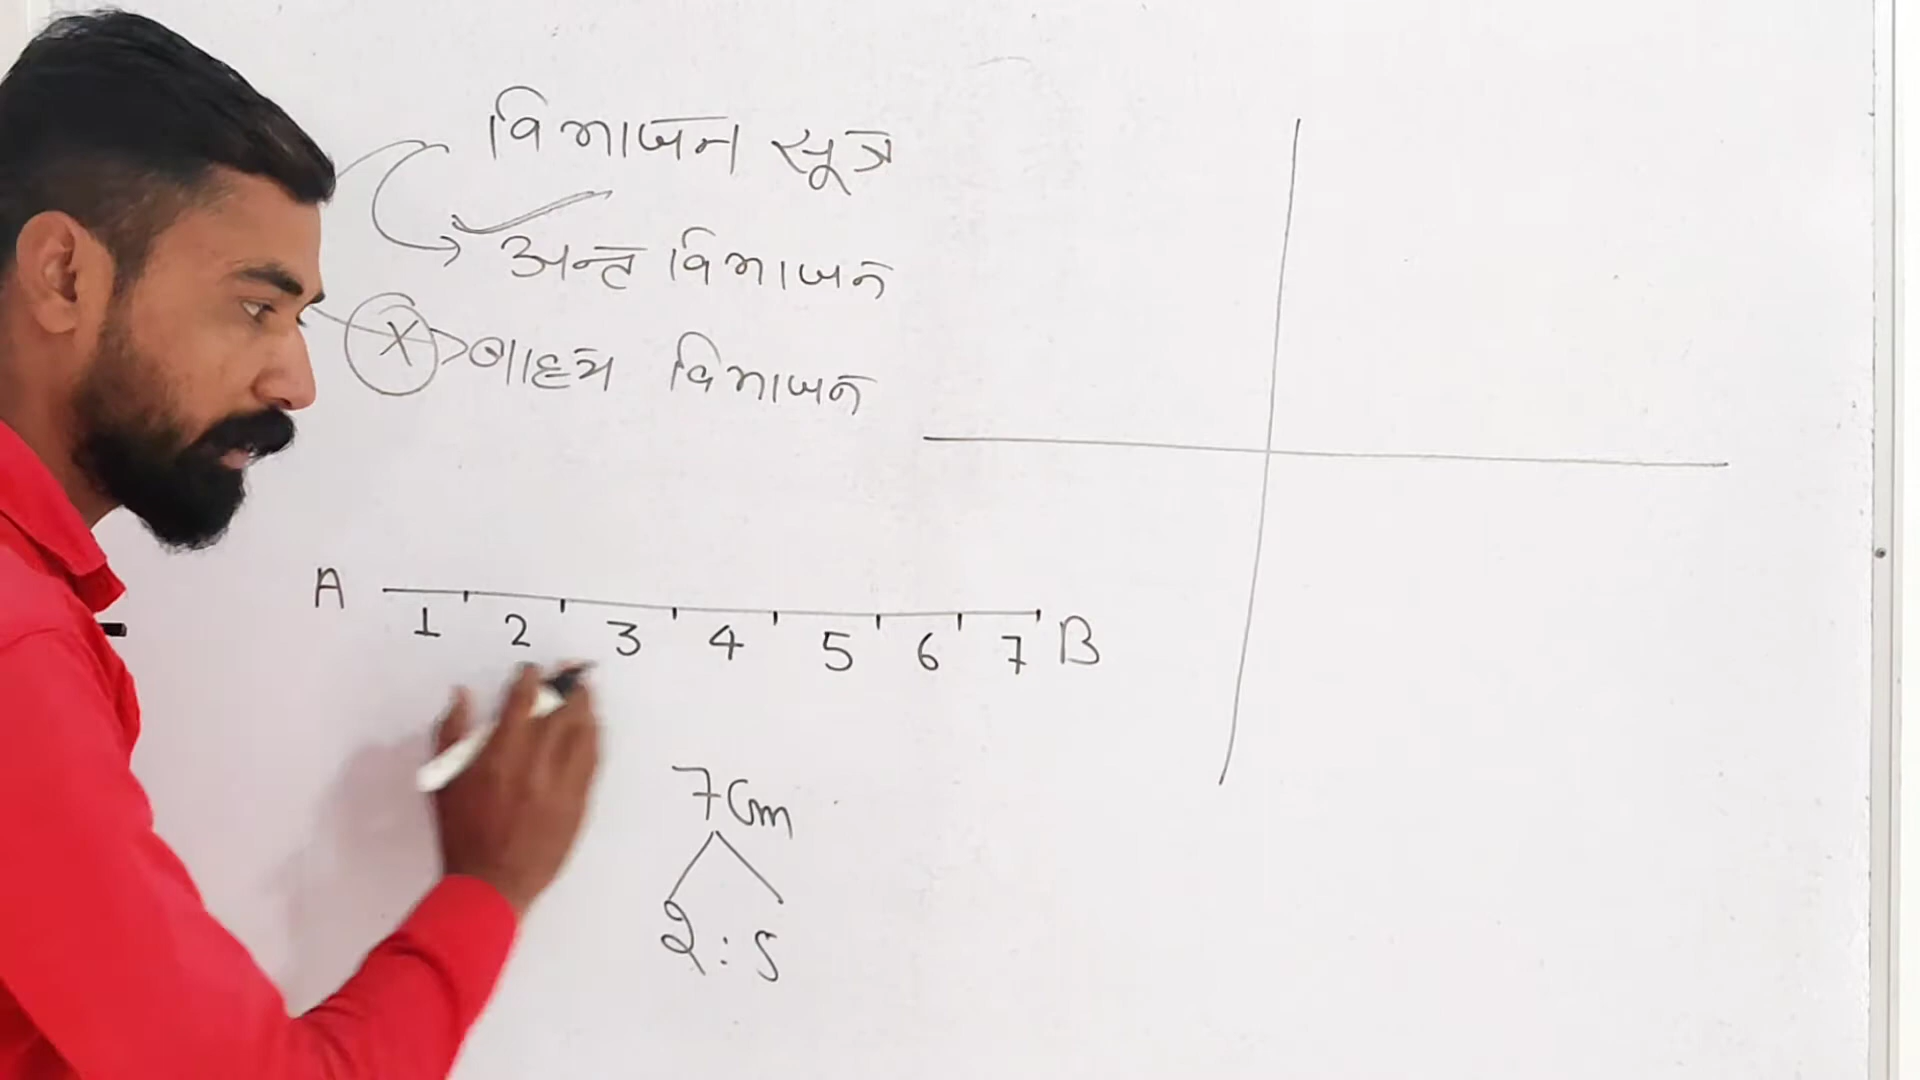 विभाजन सूत्र
अन्त विभाजन
X बाह्य विभाजन
A 1 2 3 4 5 6 7 B
7cm
2 : 5